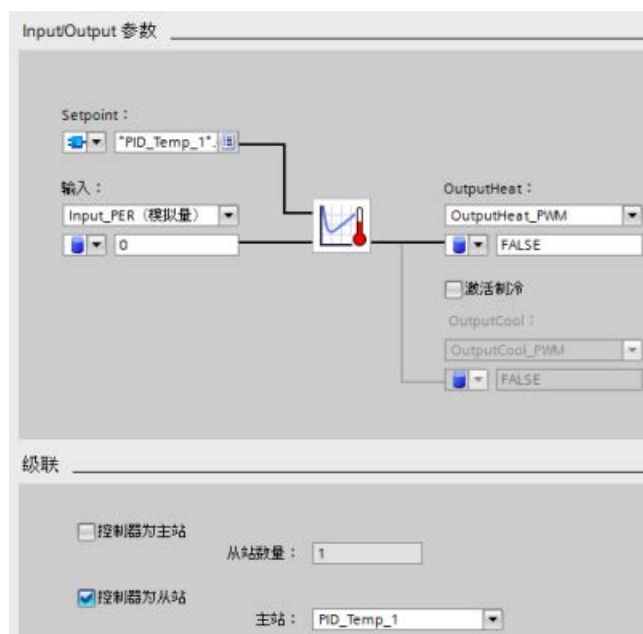 Input/Output 参数
Setpoint：
"PID_Temp_1".
输入：
OutputHeat：
Input_PER（模拟量）
OutputHeat_PWM
0
FALSE
激活制冷
OutputCool：
OutputCool_PWM
FALSE
级联
控制器为主站
从站数量： 1
控制器为从站
主站： PID_Temp_1